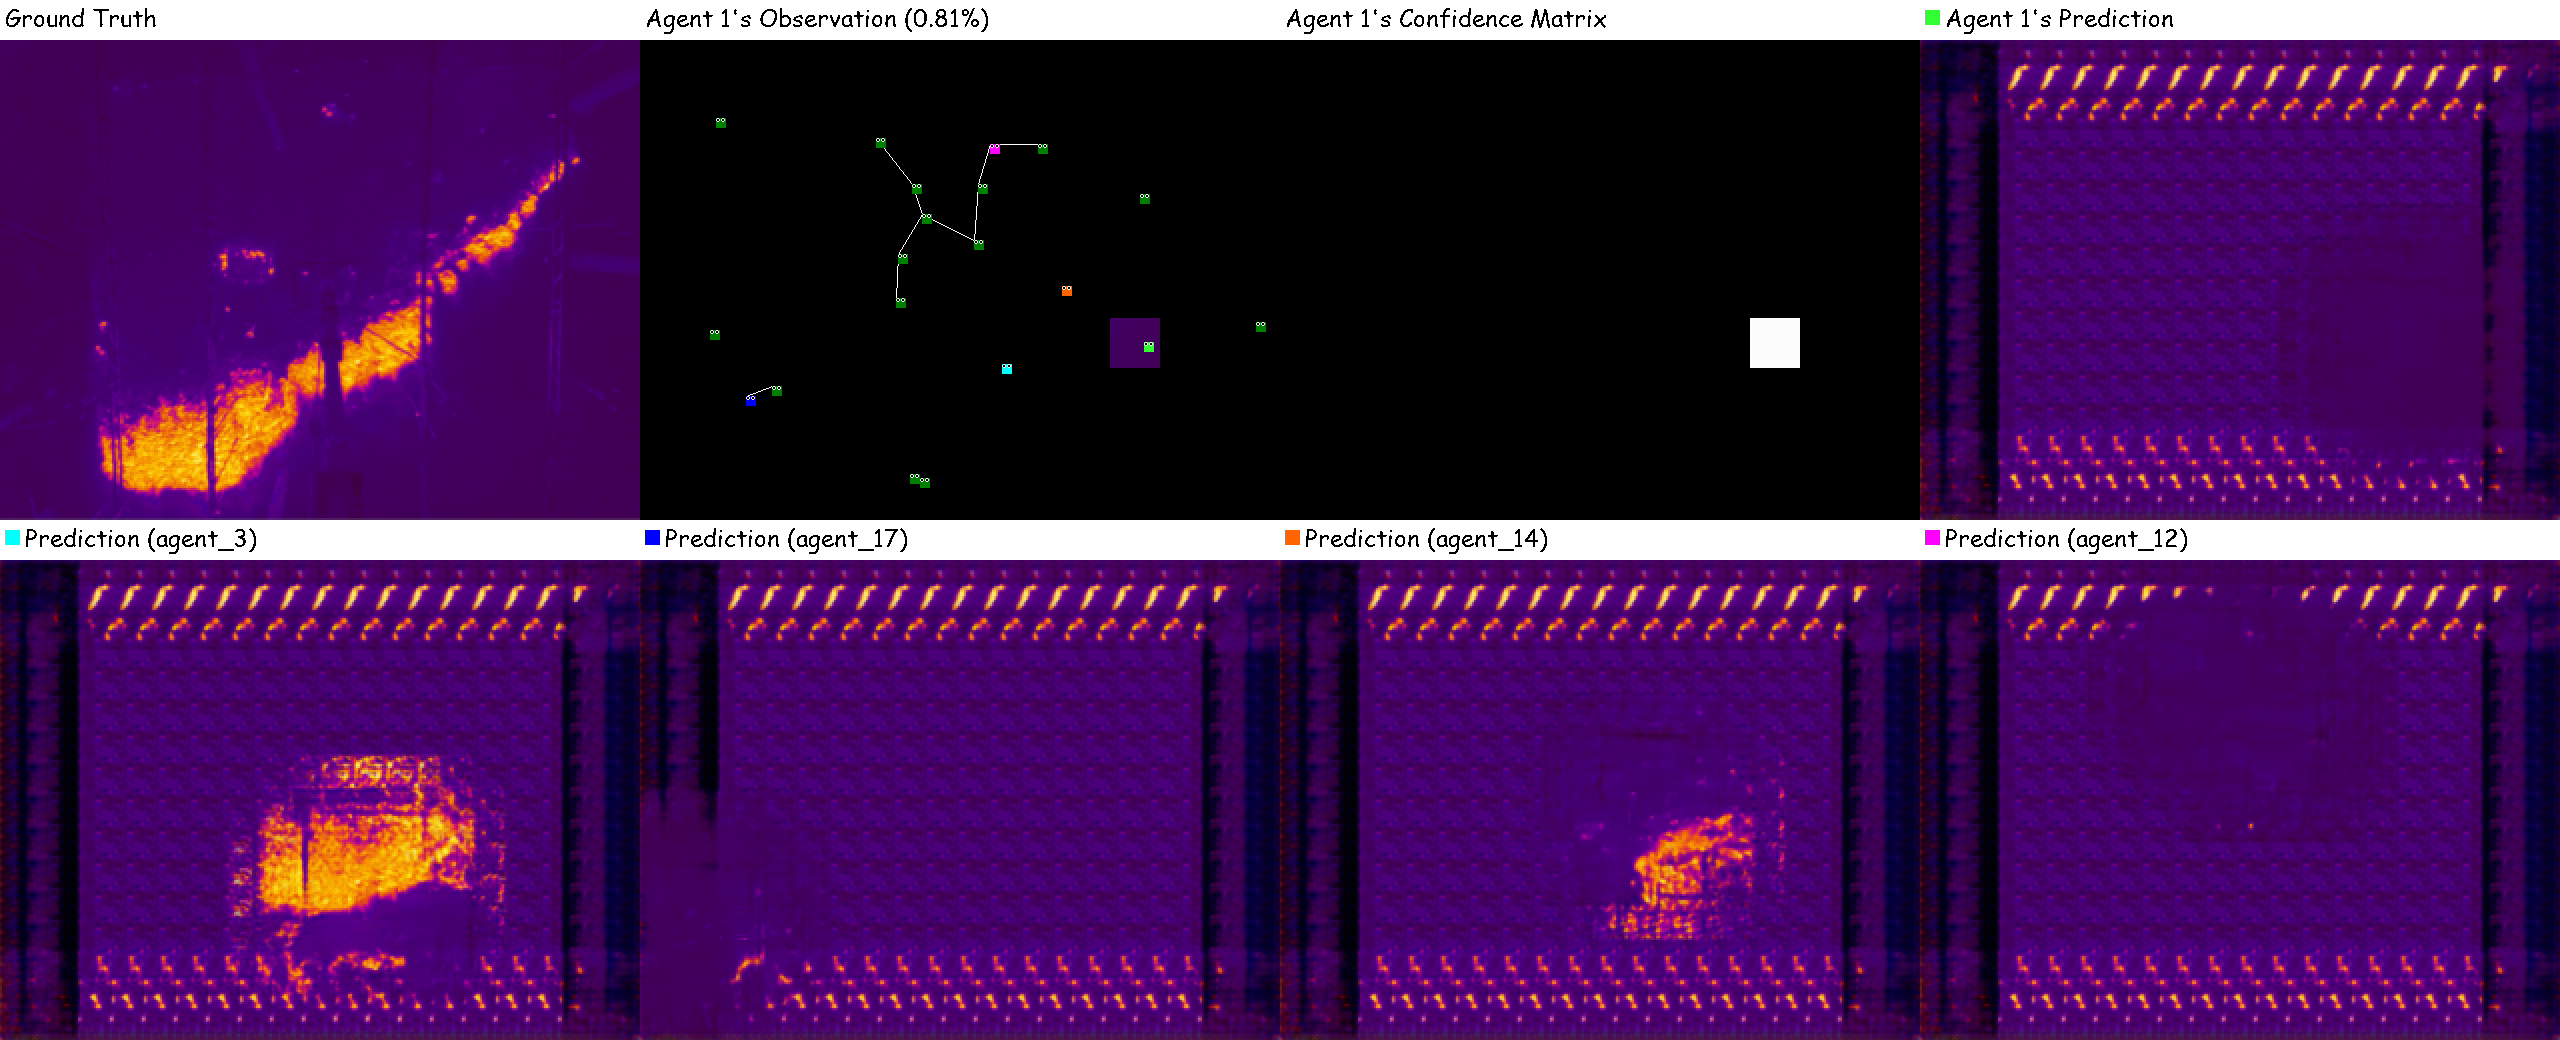 Ground Truth
Agent 1's Observation (0.81%)
Agent 1's Confidence Matrix
Agent 1's Prediction
Prediction (agent_3)
Prediction (agent_17)
Prediction (agent_14)
Prediction (agent_12)